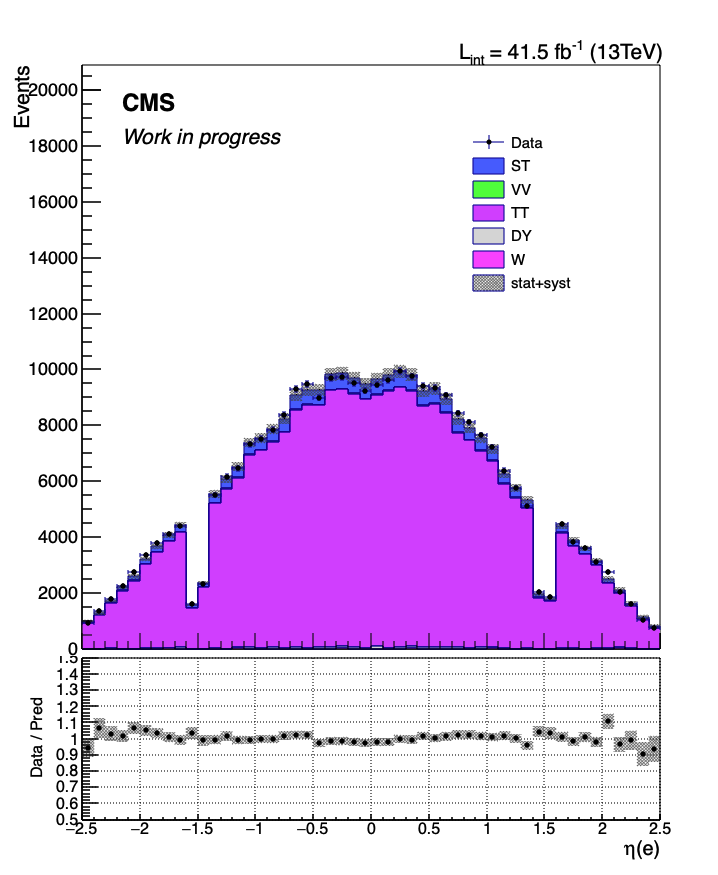 L_int = 41.5 fb^-1 (13TeV)
Events
20000
18000
16000
14000
12000
10000
8000
6000
4000
2000
0
CMS
Work in progress
Data
ST
VV
TT
DY
W
stat+syst
Data / Pred
1.5
1.4
1.3
1.2
1.1
1
0.9
0.8
0.7
0.6
0.5
−2.5 −2 −1.5 −1 −0.5 0 0.5 1 1.5 2 2.5
η(e)